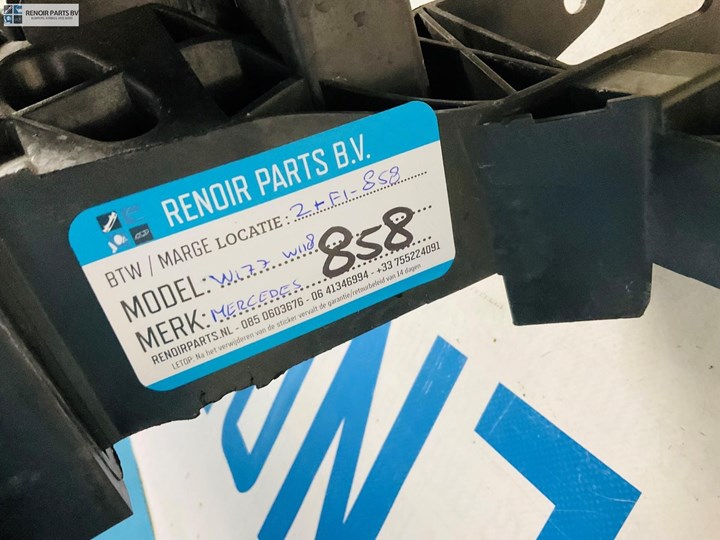 RENOIR PARTS BV
RENOIR PARTS B.V.
BTW / MARGE LOCATIE: 2+F1-858
MODEL: W177 W118 858
MERK: MERCEDES
RENOIRPARTS.NL - 085 0603676 - 06 41346994 - +33 755224091
LETOP: Na het verwijderen van de sticker vervalt de garantie/retourbeleid van 14 dagen